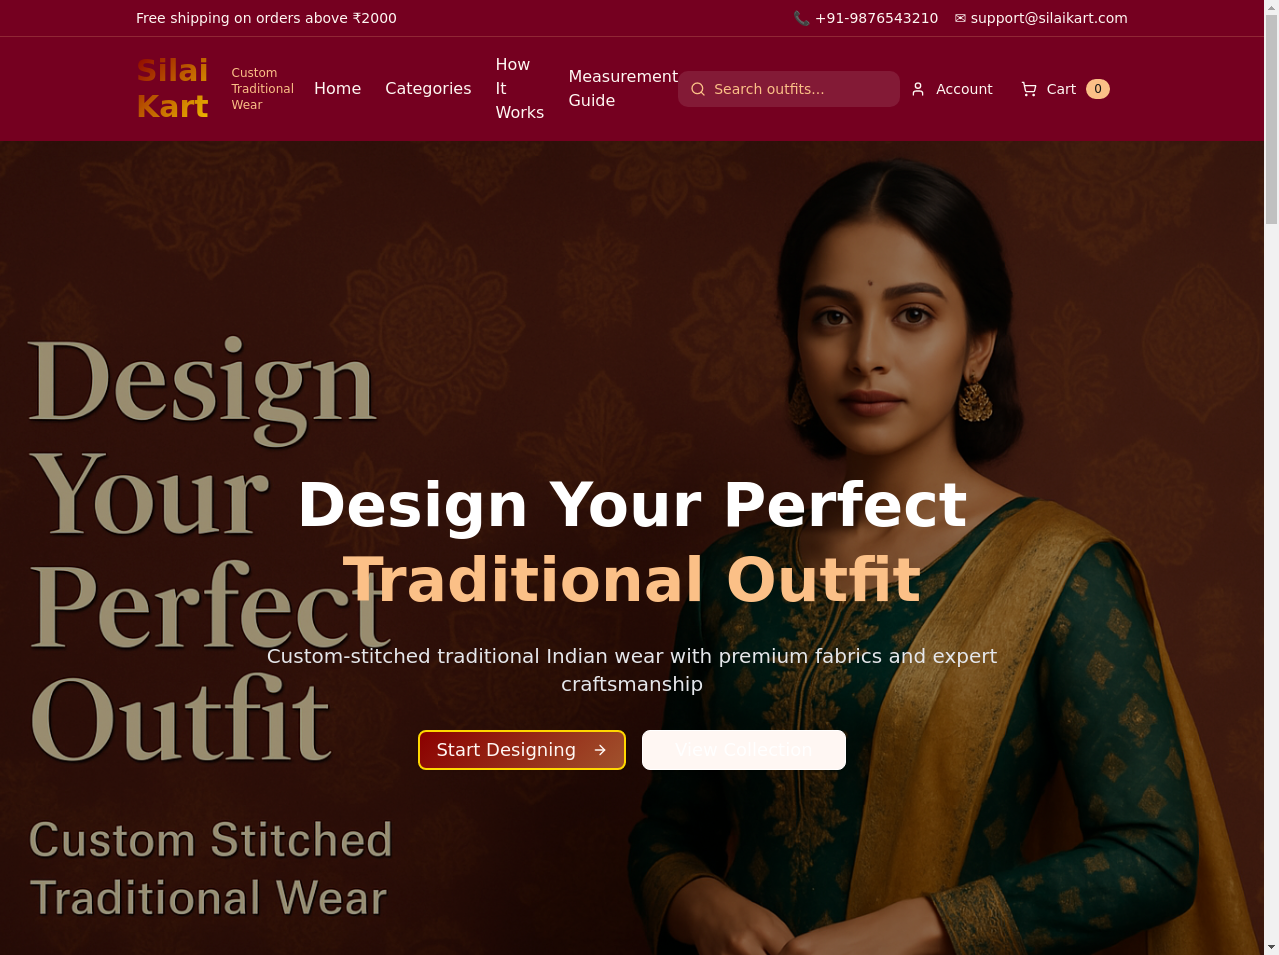 Free shipping on orders above ₹2000
📞 +91-9876543210 ✉ support@silaikart.com
Silai
Kart
Custom
Traditional
Wear
Home
Categories
How
It
Works
Measurement
Guide
Search outfits...
Account
Cart 0
Design
Your
Perfect
Outfit
Custom Stitched
Traditional Wear
Design Your Perfect
Traditional Outfit
Custom-stitched traditional Indian wear with premium fabrics and expert
craftsmanship
Start Designing →
View Collection